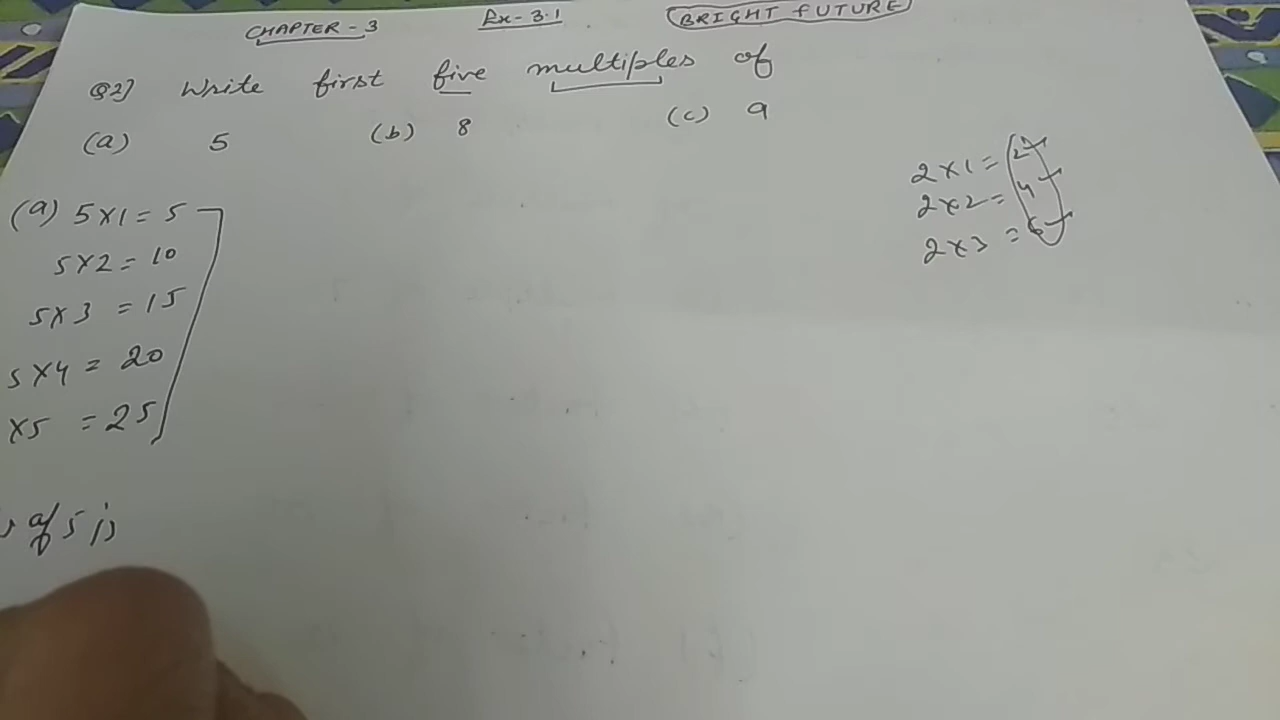 CHAPTER - 3 Ex - 3.1 BRIGHT FUTURE
Q2] Write first five multiples of
(a) 5 (b) 8 (c) 9
2×1=2
2×2=4
2×3=6
(a) 5×1=5
5×2=10
5×3=15
5×4=20
×5=25
of 5 is